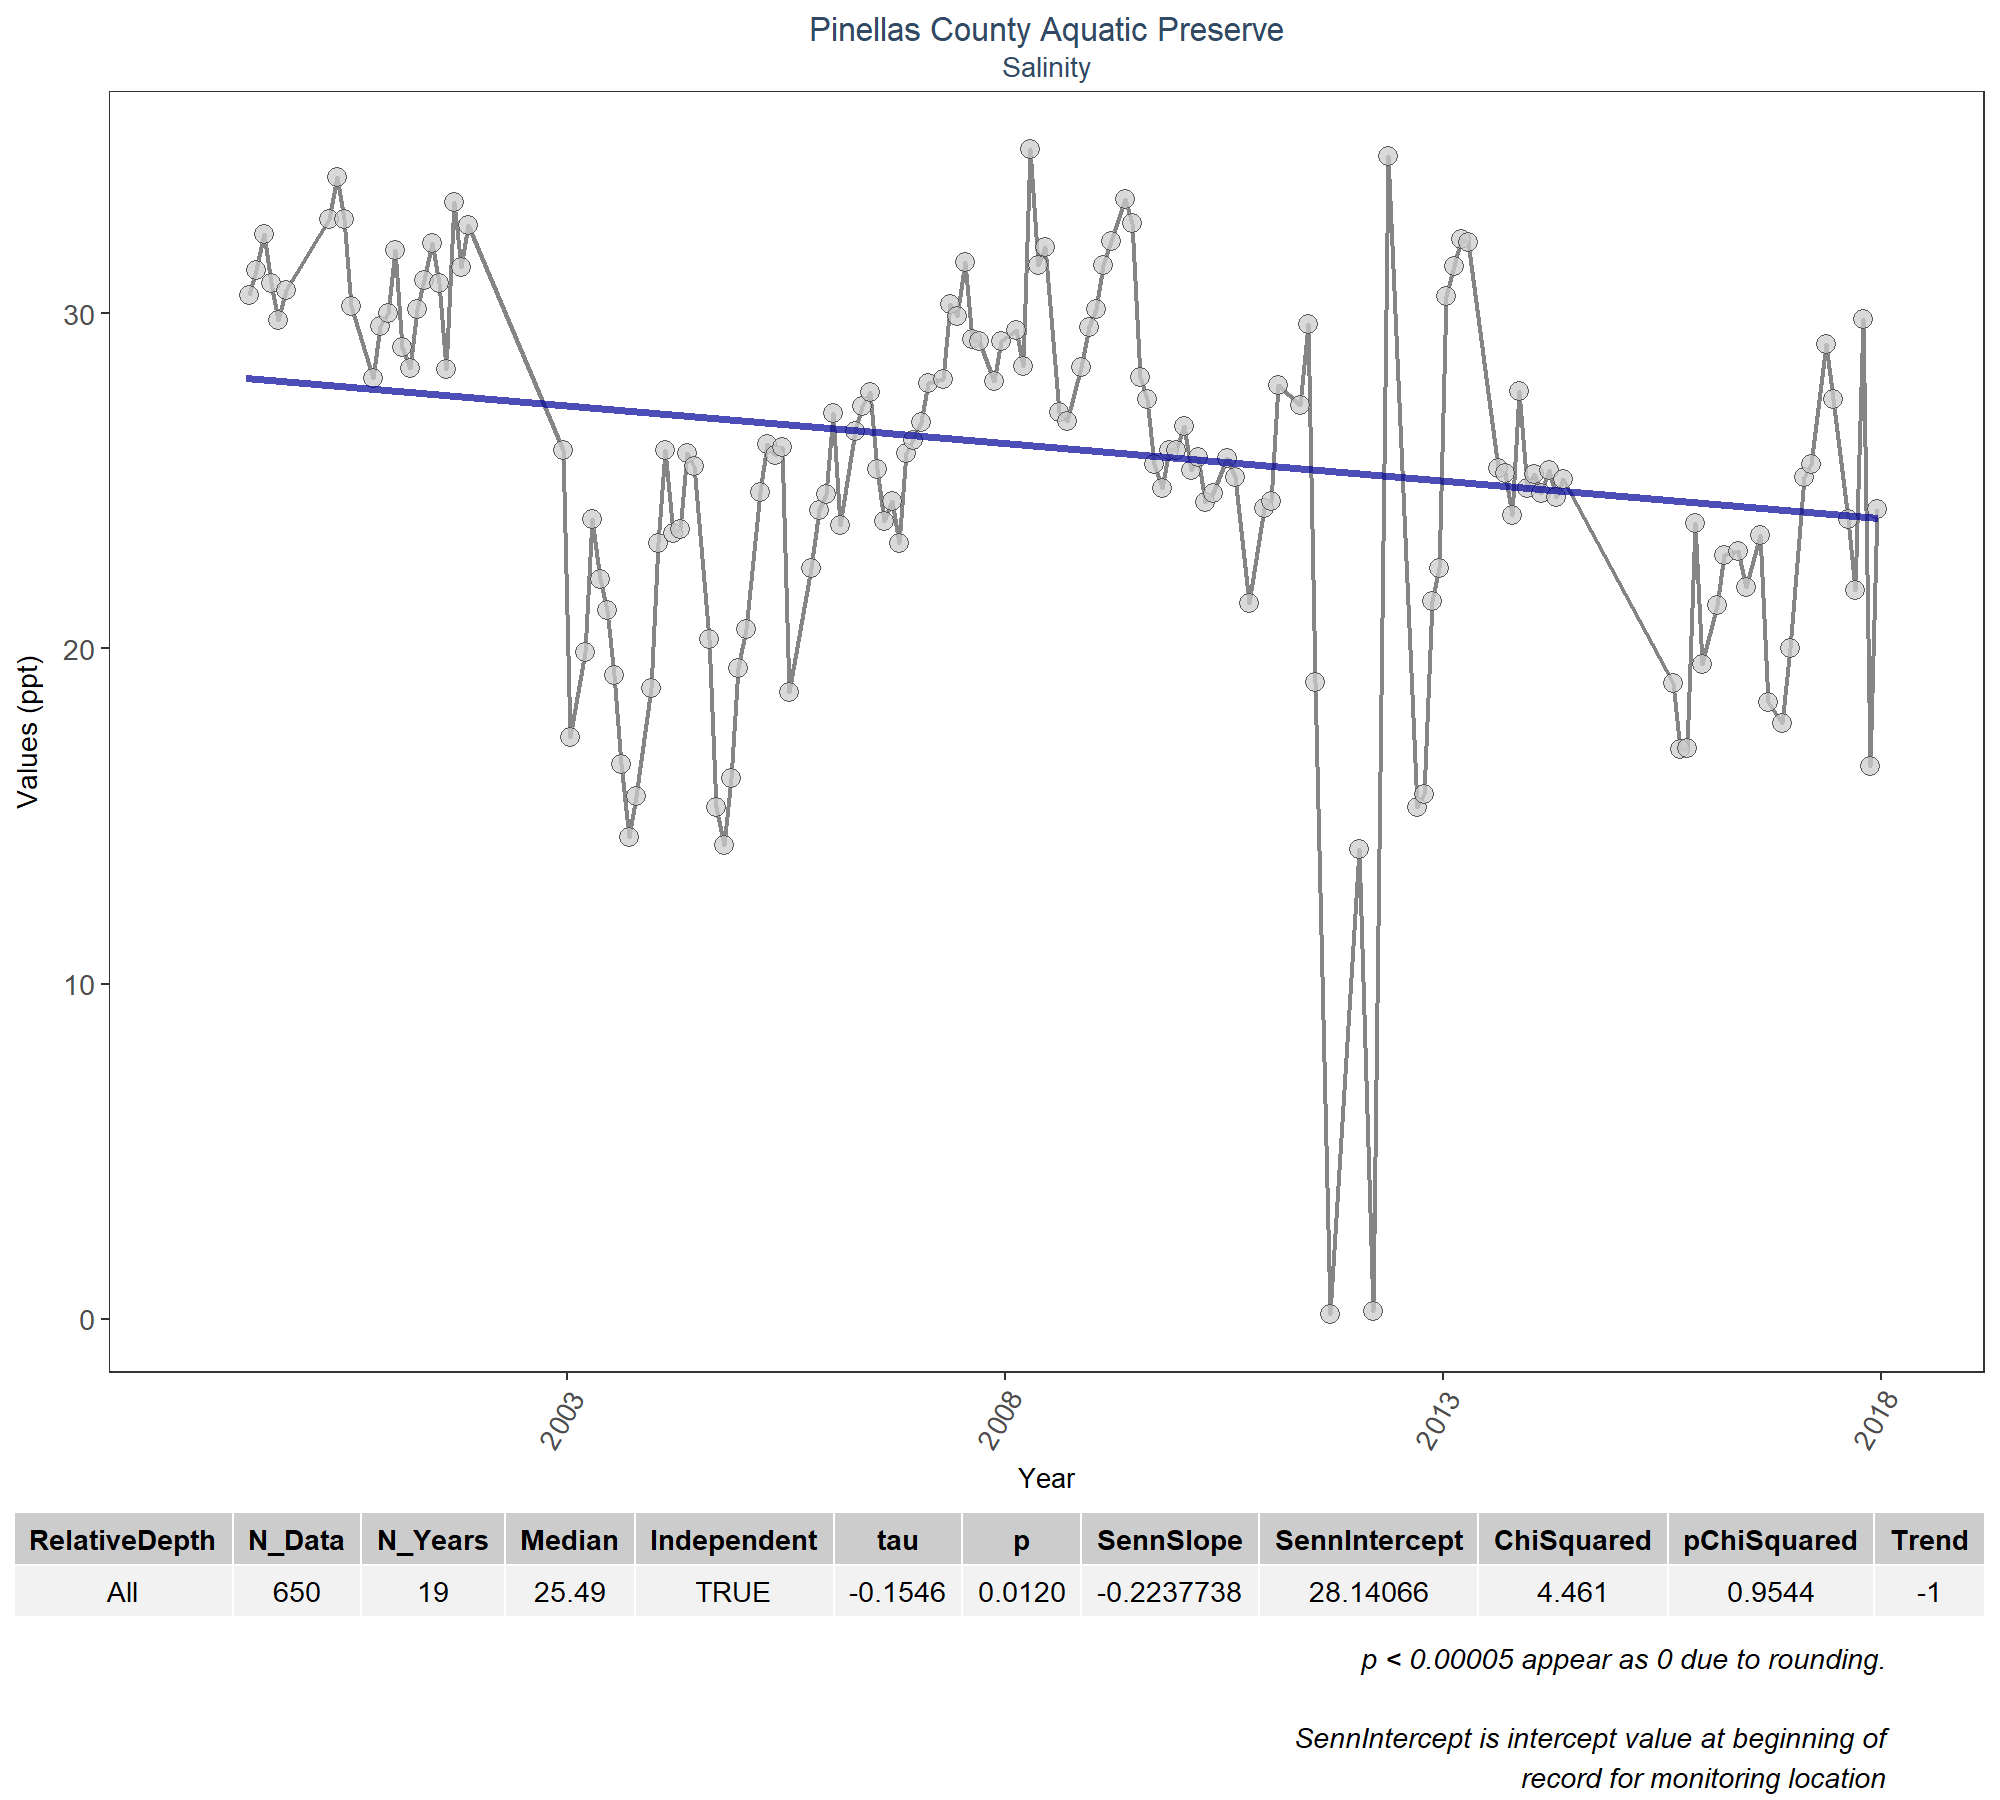 Pinellas County Aquatic Preserve
Salinity
30
20
10
0
Values (ppt)
2003
2008
2013
2018
Year
RelativeDepth N_Data N_Years Median Independent tau p SennSlope SennIntercept ChiSquared pChiSquared Trend
All 650 19 25.49 TRUE -0.1546 0.0120 -0.2237738 28.14066 4.461 0.9544 -1
p < 0.00005 appear as 0 due to rounding.
SennIntercept is intercept value at beginning of
record for monitoring location